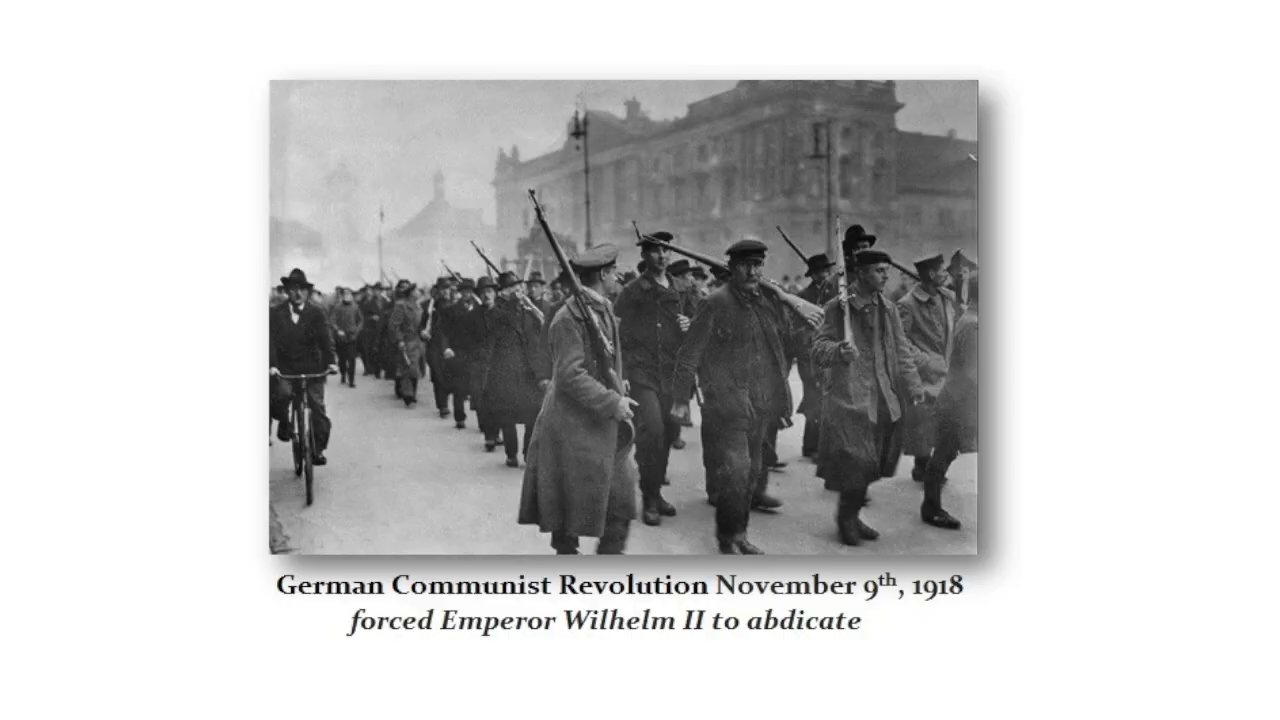 German Communist Revolution November 9th, 1918
forced Emperor Wilhelm II to abdicate